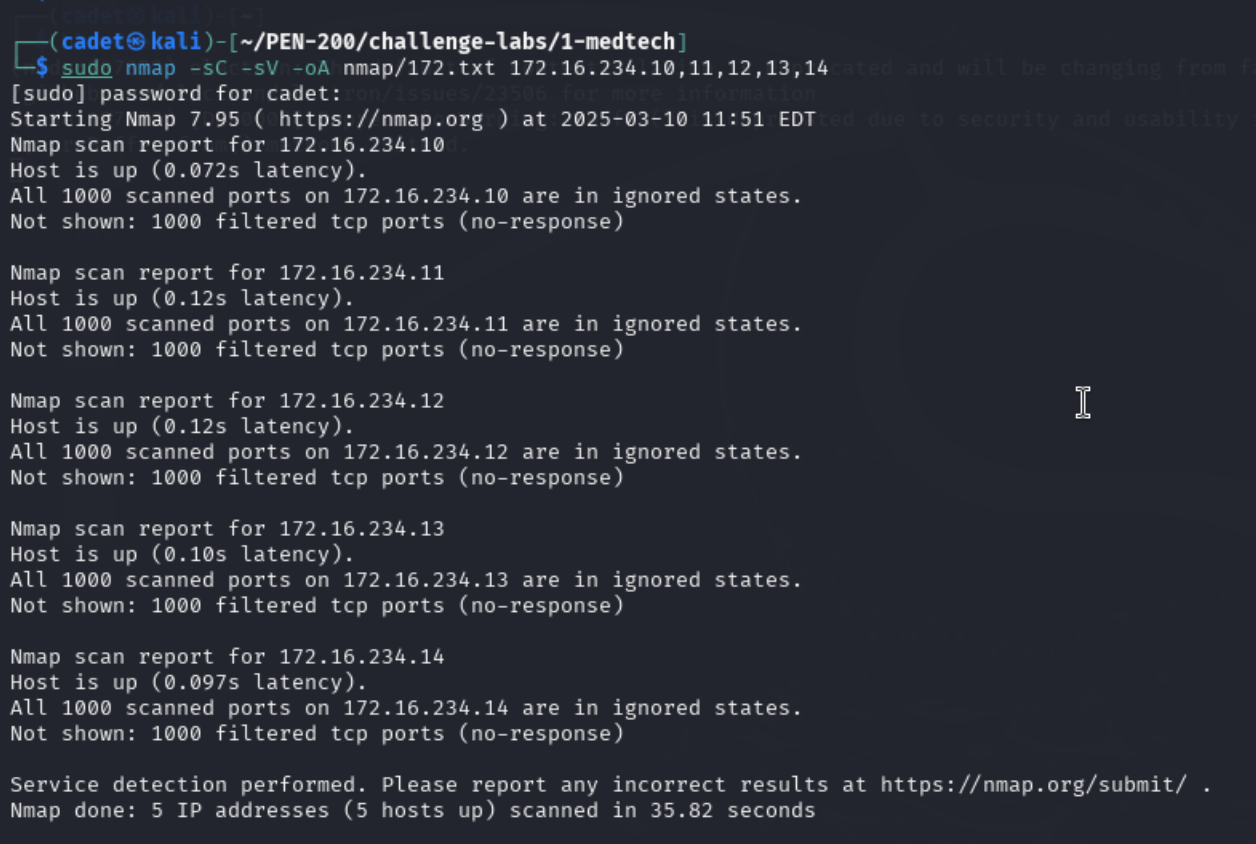 ┌──(cadet㉿kali)-[~/PEN-200/challenge-labs/1-medtech]
└─$ sudo nmap -sC -sV -oA nmap/172.txt 172.16.234.10,11,12,13,14
[sudo] password for cadet:
Starting Nmap 7.95 ( https://nmap.org ) at 2025-03-10 11:51 EDT
Nmap scan report for 172.16.234.10
Host is up (0.072s latency).
All 1000 scanned ports on 172.16.234.10 are in ignored states.
Not shown: 1000 filtered tcp ports (no-response)

Nmap scan report for 172.16.234.11
Host is up (0.12s latency).
All 1000 scanned ports on 172.16.234.11 are in ignored states.
Not shown: 1000 filtered tcp ports (no-response)

Nmap scan report for 172.16.234.12
Host is up (0.12s latency).
All 1000 scanned ports on 172.16.234.12 are in ignored states.
Not shown: 1000 filtered tcp ports (no-response)

Nmap scan report for 172.16.234.13
Host is up (0.10s latency).
All 1000 scanned ports on 172.16.234.13 are in ignored states.
Not shown: 1000 filtered tcp ports (no-response)

Nmap scan report for 172.16.234.14
Host is up (0.097s latency).
All 1000 scanned ports on 172.16.234.14 are in ignored states.
Not shown: 1000 filtered tcp ports (no-response)

Service detection performed. Please report any incorrect results at https://nmap.org/submit/ .
Nmap done: 5 IP addresses (5 hosts up) scanned in 35.82 seconds